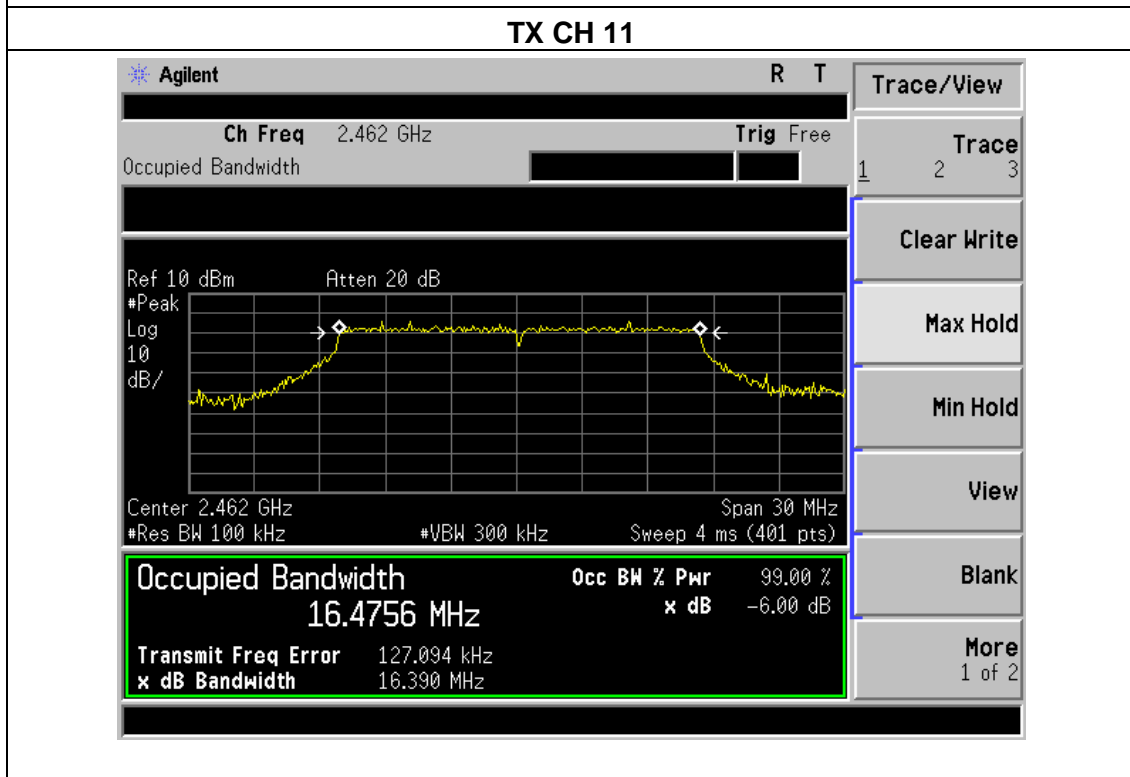 TX CH 11
Agilent R T
Ch Freq 2.462 GHz Trig Free
Occupied Bandwidth
Ref 10 dBm Atten 20 dB
#Peak
Log
10
dB/
Center 2.462 GHz Span 30 MHz
#Res BW 100 kHz #VBW 300 kHz Sweep 4 ms (401 pts)
Occupied Bandwidth Occ BW % Pwr 99.00 %
16.4756 MHz x dB -6.00 dB
Transmit Freq Error 127.094 kHz
x dB Bandwidth 16.390 MHz
Trace/View
Trace
1 2 3
Clear Write
Max Hold
Min Hold
View
Blank
More
1 of 2